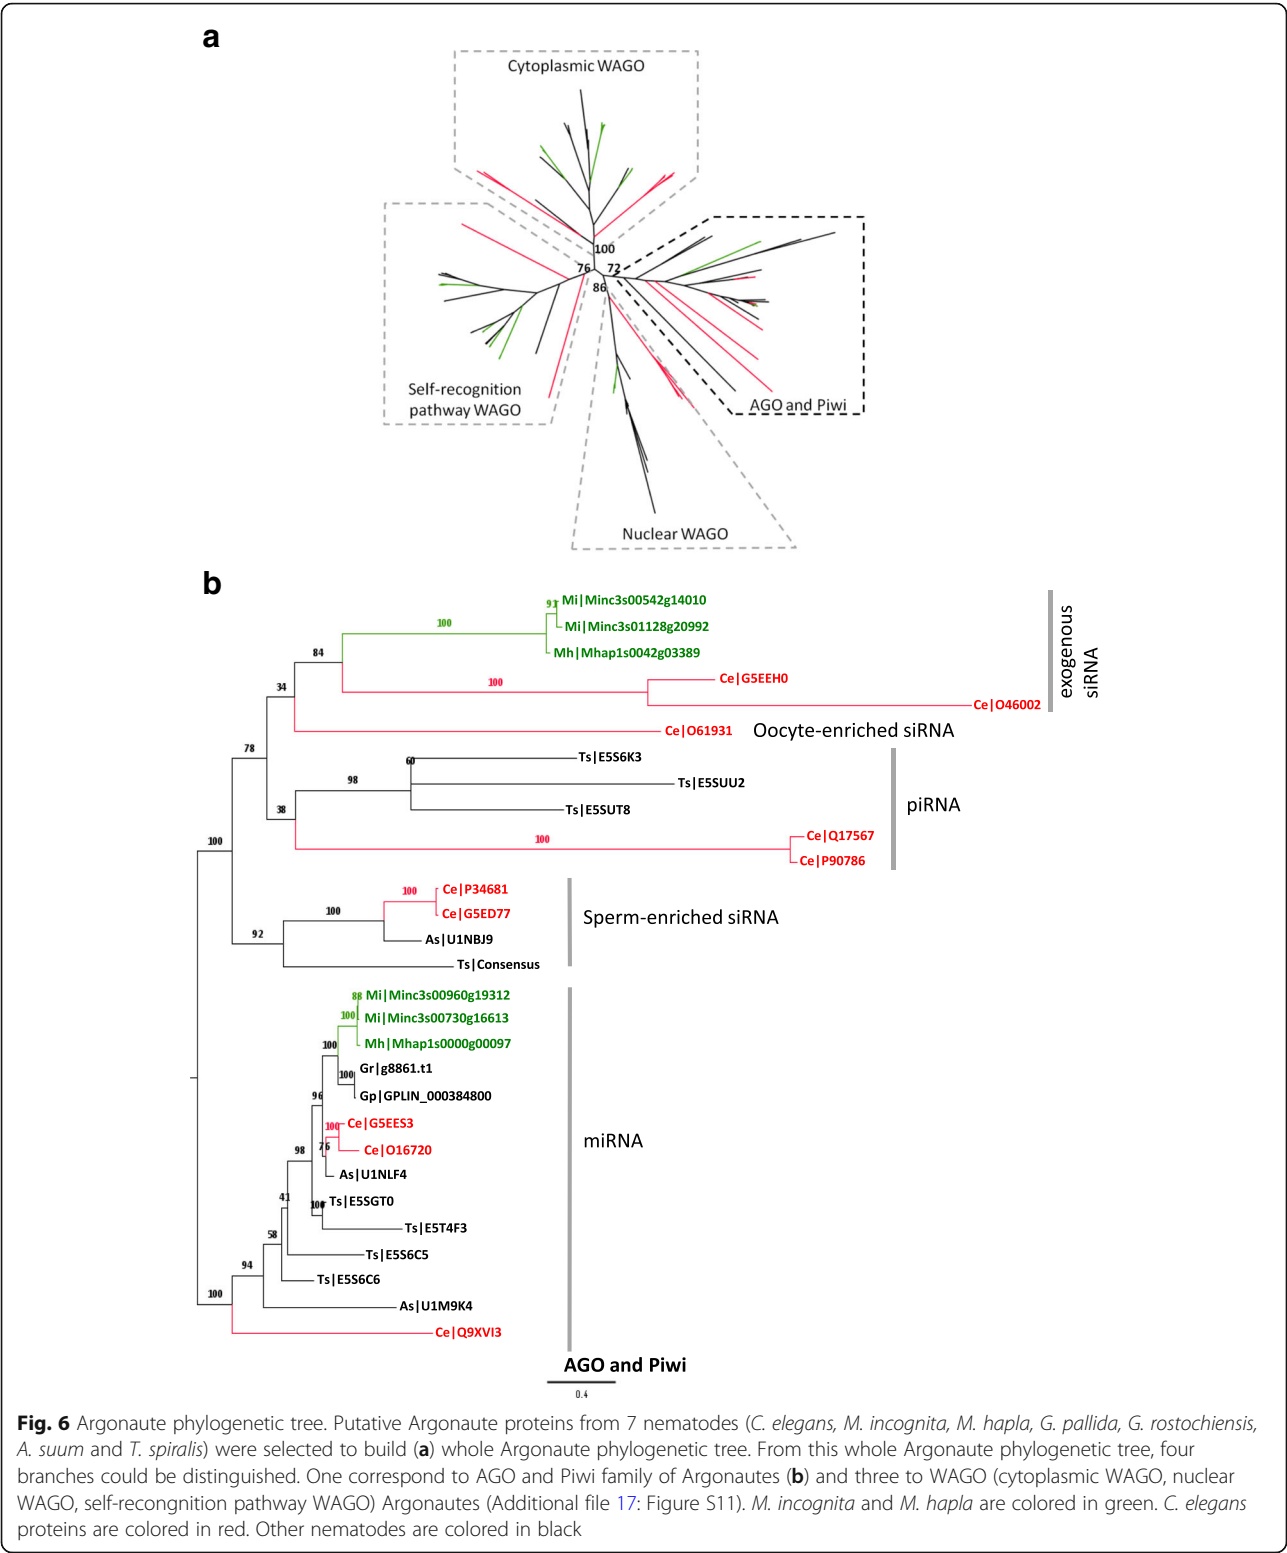 a
Cytoplasmic WAGO
100
76
72
86
Self-recognition
pathway WAGO
AGO and Piwi
Nuclear WAGO
b
91
Mi|Minc3s00542g14010
100
Mi|Minc3s01128g20992
84
Mh|Mhap1s0042g03389
exogenous
siRNA
34
100
Ce|G5EEH0
Ce|O46002
Ce|O61931
Oocyte-enriched siRNA
78
60
Ts|E5S6K3
98
Ts|E5SUU2
38
Ts|E5SUT8
piRNA
100
Ce|Q17567
100
Ce|P90786
100
Ce|P34681
100
Ce|G5ED77
Sperm-enriched siRNA
92
As|U1NBJ9
Ts|Consensus
88
Mi|Minc3s00960g19312
100
Mi|Minc3s00730g16613
100
Mh|Mhap1s0000g00097
100
Gr|g8861.t1
96
Gp|GPLIN_000384800
100
Ce|G5EES3
98
76
Ce|O16720
miRNA
As|U1NLF4
41
100
Ts|E5SGT0
58
Ts|E5T4F3
94
Ts|E5S6C5
Ts|E5S6C6
100
As|U1M9K4
Ce|Q9XVI3
AGO and Piwi
0.4
Fig. 6 Argonaute phylogenetic tree. Putative Argonaute proteins from 7 nematodes (C. elegans, M. incognita, M. hapla, G. pallida, G. rostochiensis,
A. suum and T. spiralis) were selected to build (a) whole Argonaute phylogenetic tree. From this whole Argonaute phylogenetic tree, four
branches could be distinguished. One correspond to AGO and Piwi family of Argonautes (b) and three to WAGO (cytoplasmic WAGO, nuclear
WAGO, self-recongnition pathway WAGO) Argonautes (Additional file 17: Figure S11). M. incognita and M. hapla are colored in green. C. elegans
proteins are colored in red. Other nematodes are colored in black